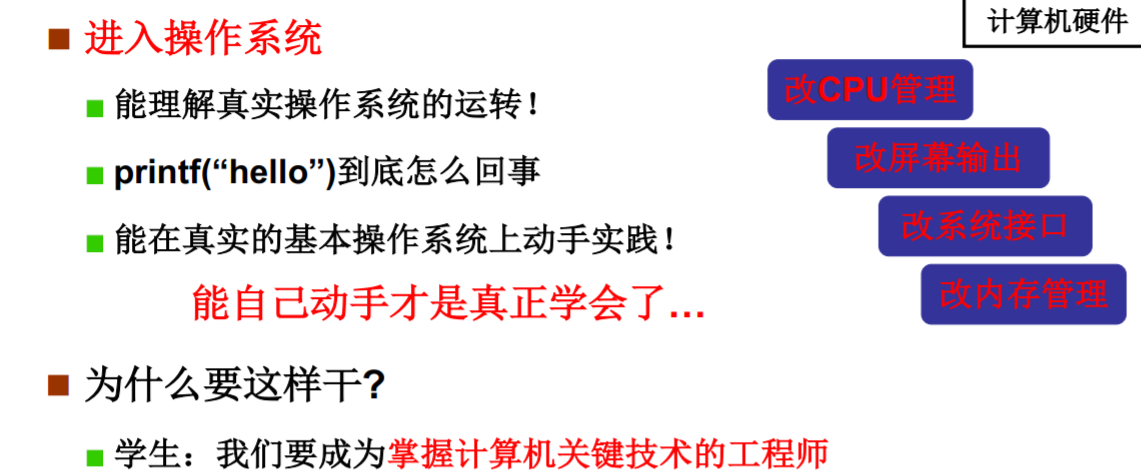 计算机硬件
进入操作系统
改CPU管理
能理解真实操作系统的运转！
改屏幕输出
printf(“hello”)到底怎么回事
改系统接口
能在真实的基本操作系统上动手实践！
改内存管理
能自己动手才是真正学会了…
为什么要这样干?
学生：我们要成为掌握计算机关键技术的工程师